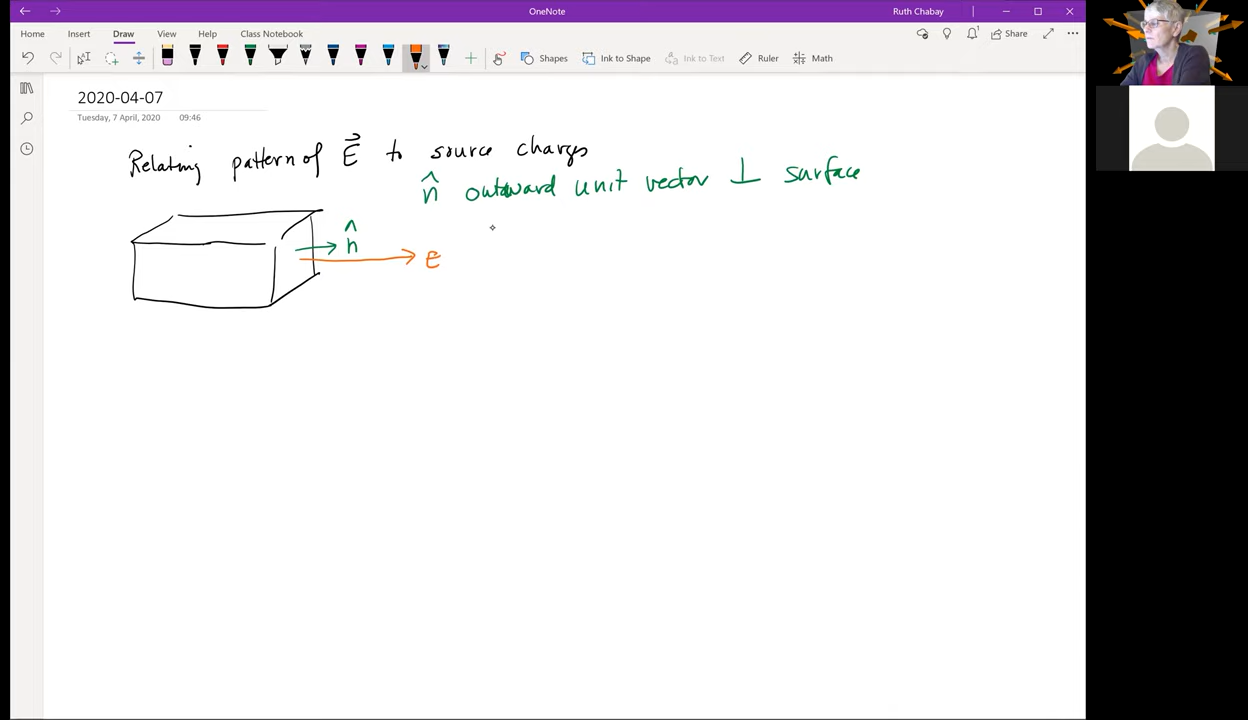 OneNote
Ruth Chabay
Home Insert Draw View Help Class Notebook
Share
Shapes Ink to Shape Ink to Text Ruler Math
2020-04-07
Tuesday, 7 April, 2020 09:46
Relating pattern of E⃗ to source charges
n̂ outward unit vector ⊥ surface
n̂
E